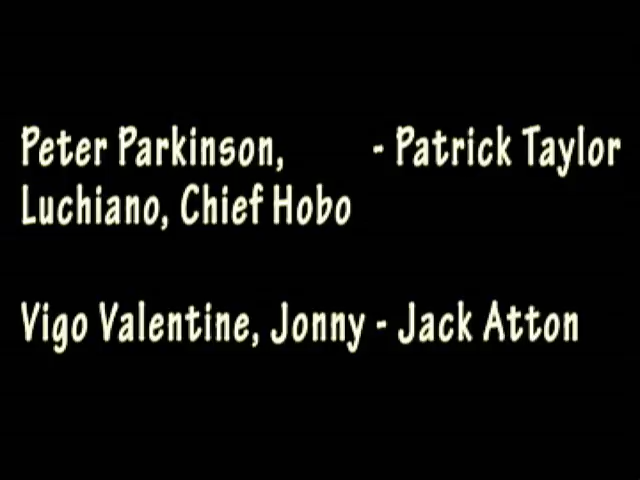 Peter Parkinson, - Patrick Taylor
Luchiano, Chief Hobo
Vigo Valentine, Jonny - Jack Atton